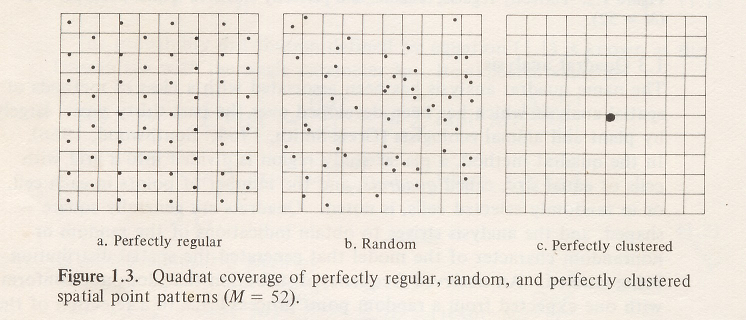 a. Perfectly regular
b. Random
c. Perfectly clustered
Figure 1.3. Quadrat coverage of perfectly regular, random, and perfectly clustered
spatial point patterns (M = 52).